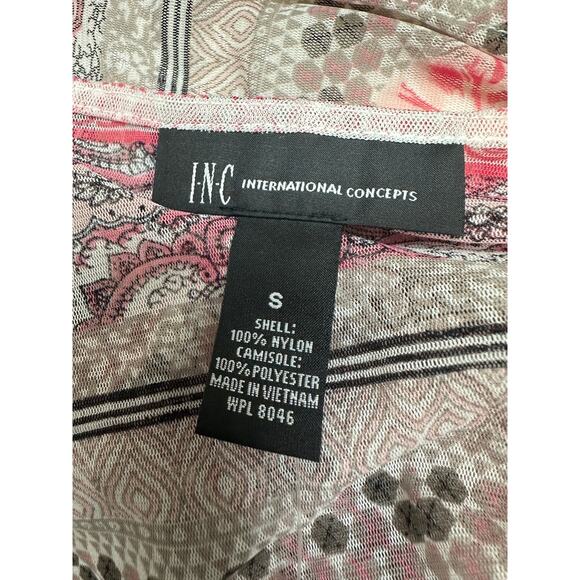 I·N·C INTERNATIONAL CONCEPTS
S
SHELL:
100% NYLON
CAMISOLE:
100% POLYESTER
MADE IN VIETNAM
WPL 8046